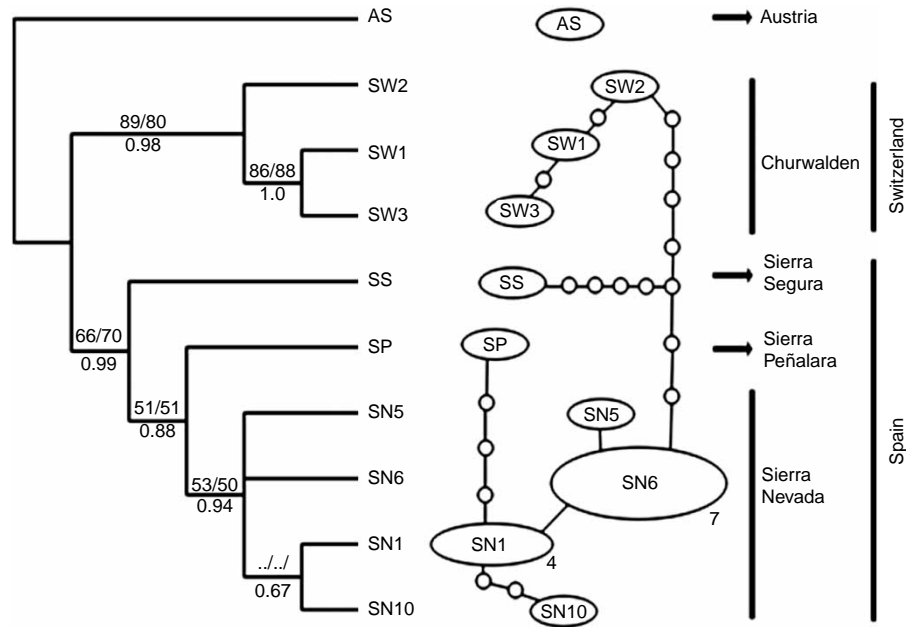 AS
AS
Austria
SW2
SW2
89/80
0.98
SW1
SW1
86/88
1.0
SW3
SW3
Churwalden
Switzerland
SS
SS
Sierra
Segura
66/70
0.99
SP
SP
Sierra
Peñalara
51/51
0.88
SN5
SN5
53/50
0.94
SN6
SN6
7
Sierra
Nevada
Spain
SN1
SN1
4
../../
0.67
SN10
SN10